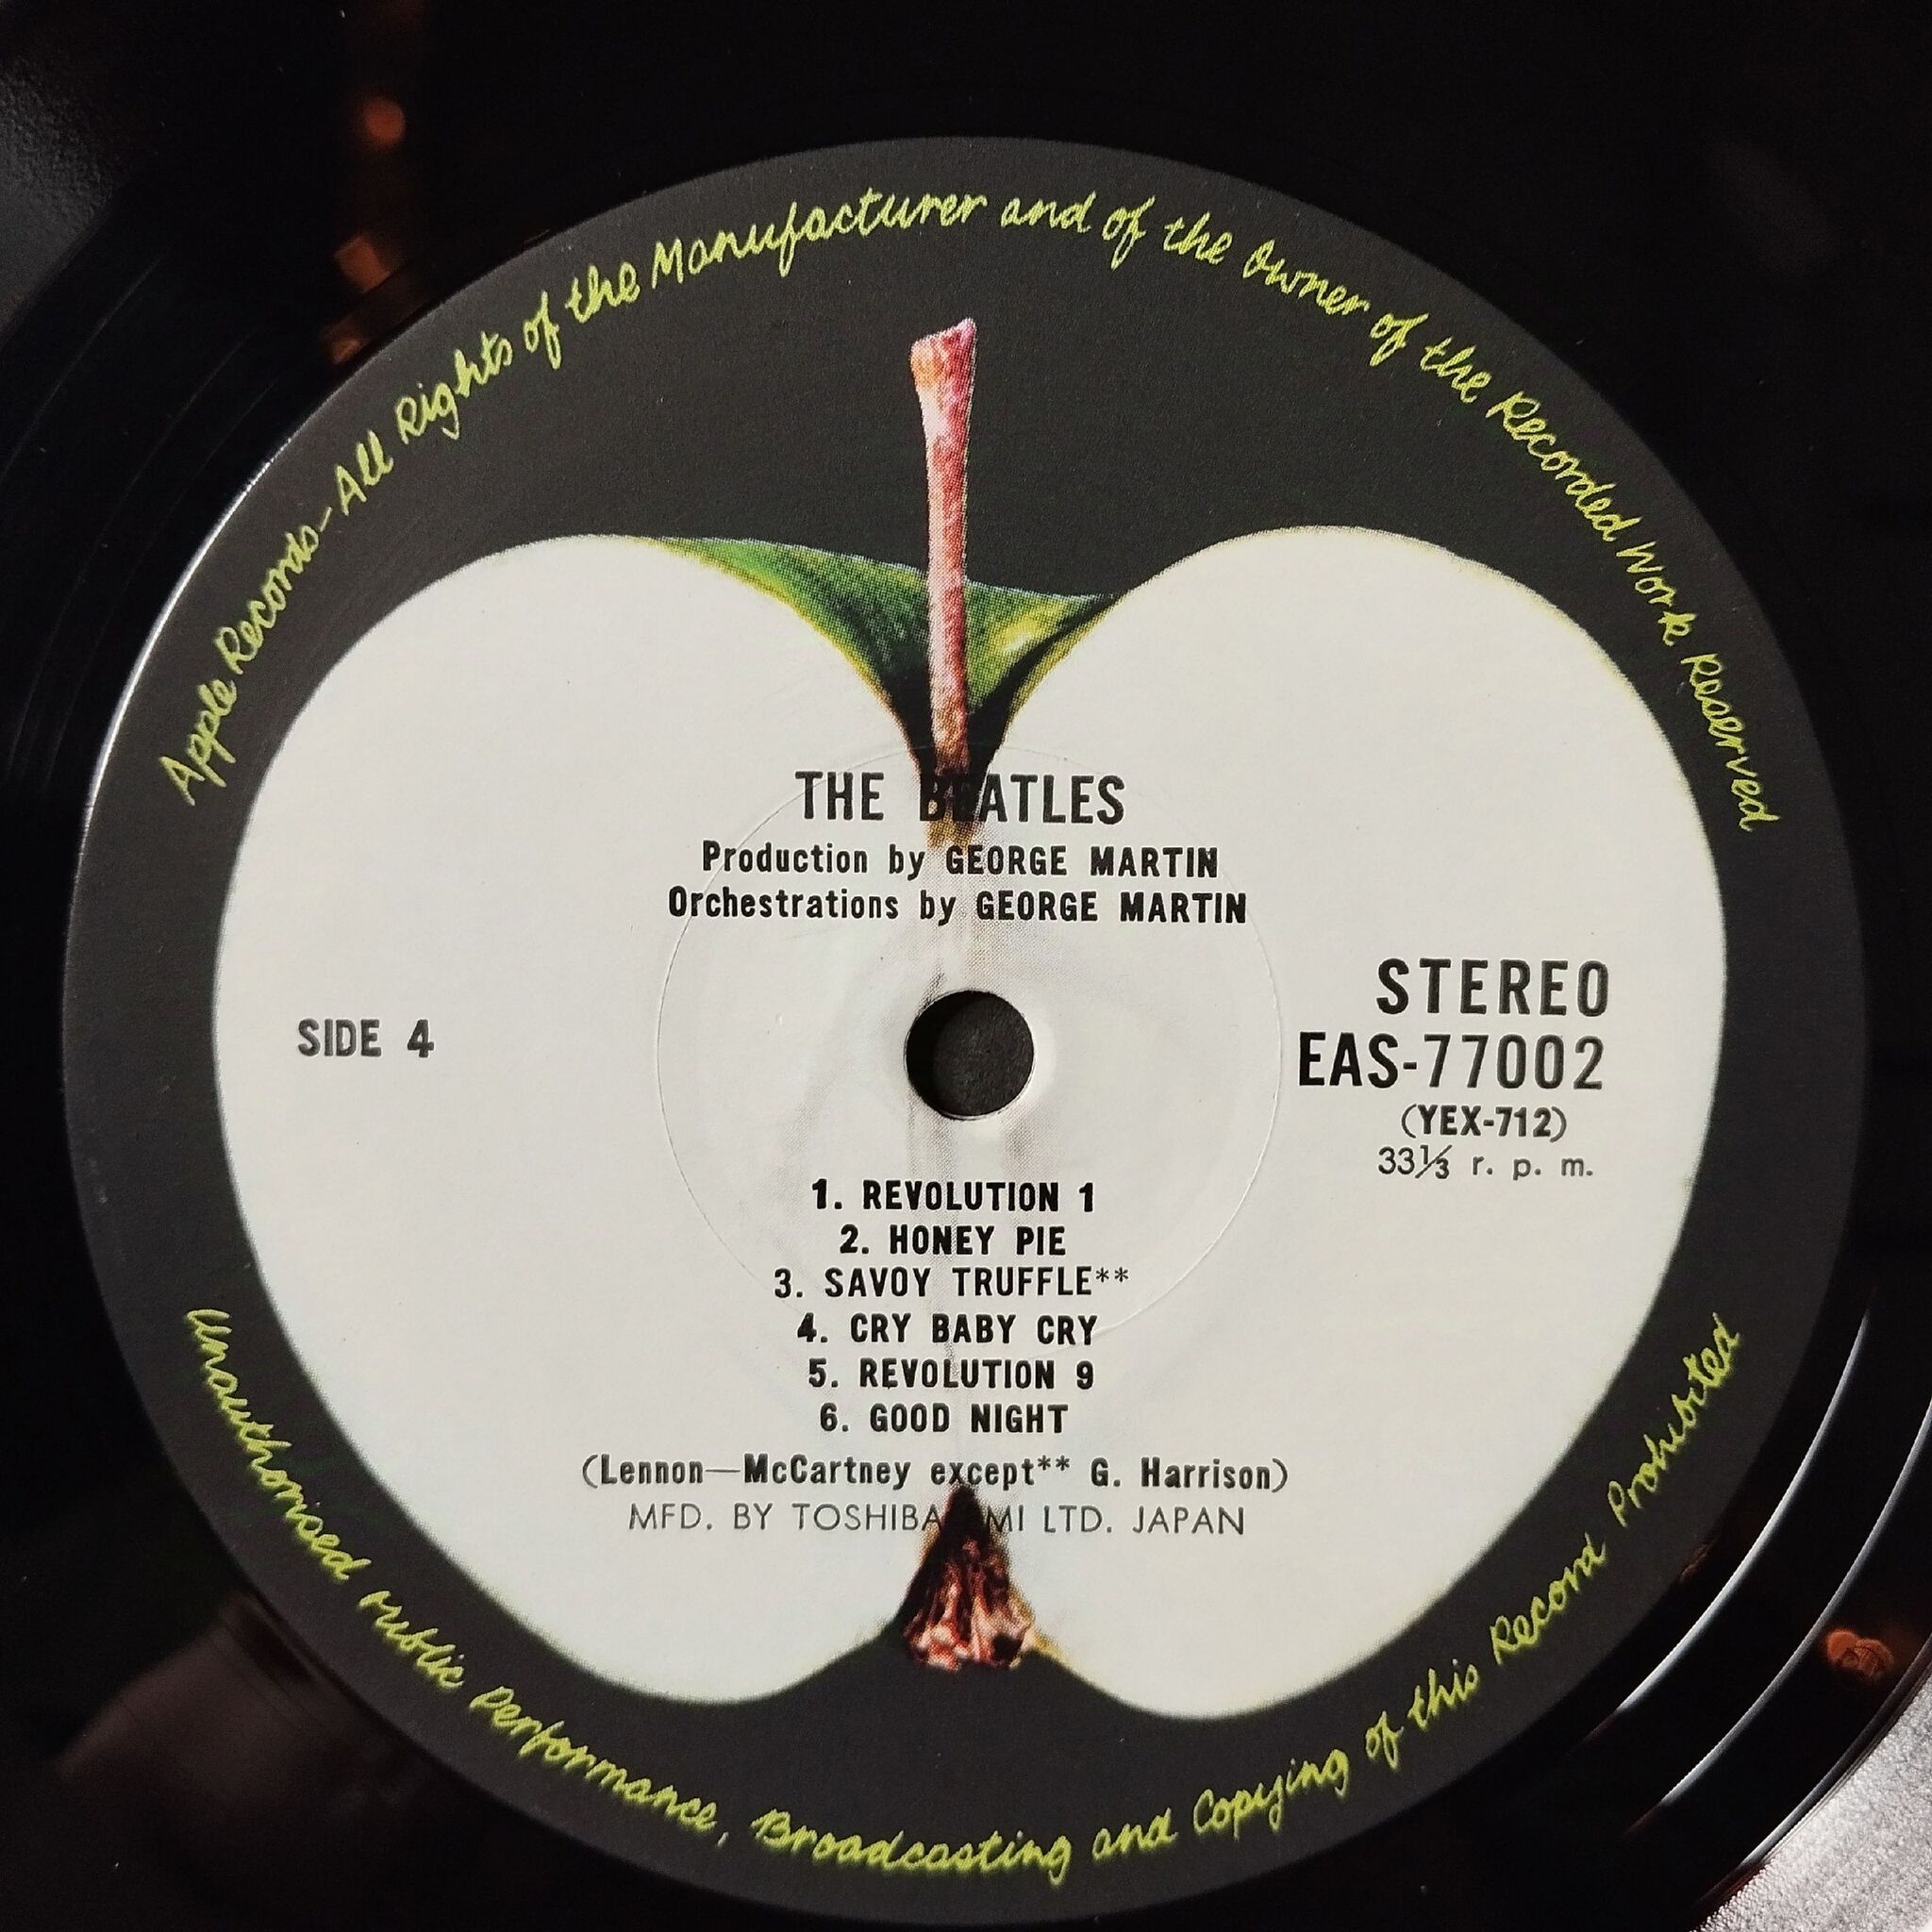 Apple Records-All Rights of the Manufacturer and of the Owner of the Recorded Work Reserved
THE BEATLES
Production by GEORGE MARTIN
Orchestrations by GEORGE MARTIN
SIDE 4
STEREO
EAS-77002
(YEX-712)
33⅓ r. p. m.
1. REVOLUTION 1
2. HONEY PIE
3. SAVOY TRUFFLE**
4. CRY BABY CRY
5. REVOLUTION 9
6. GOOD NIGHT
(Lennon—McCartney except** G. Harrison)
MFD. BY TOSHIBA EMI LTD. JAPAN
Unauthorised Public Performance, Broadcasting and Copying of this Record Prohibited